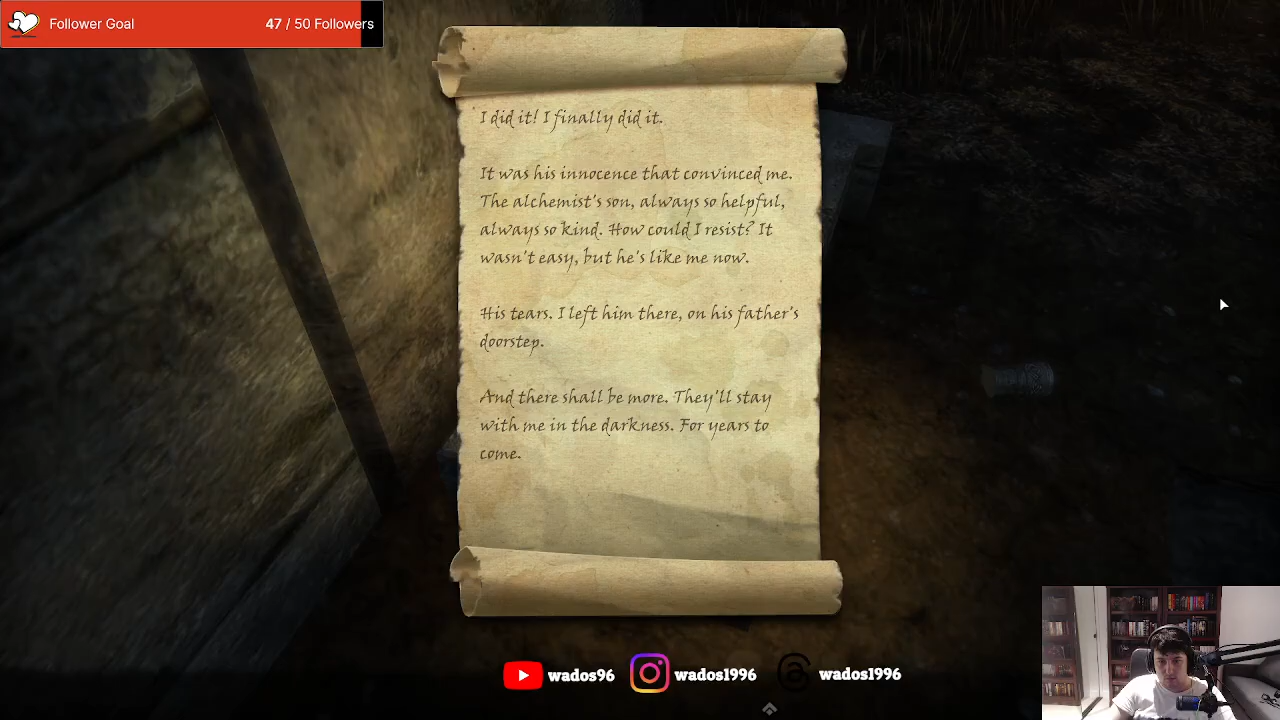 Follower Goal 47 / 50 Followers
I did it! I finally did it.
It was his innocence that convinced me.
The alchemist's son, always so helpful,
always so kind. How could I resist? It
wasn't easy, but he's like me now.
His tears. I left him there, on his father's
doorstep.
And there shall be more. They'll stay
with me in the darkness. For years to
come.
wados96 wados1996 wados1996